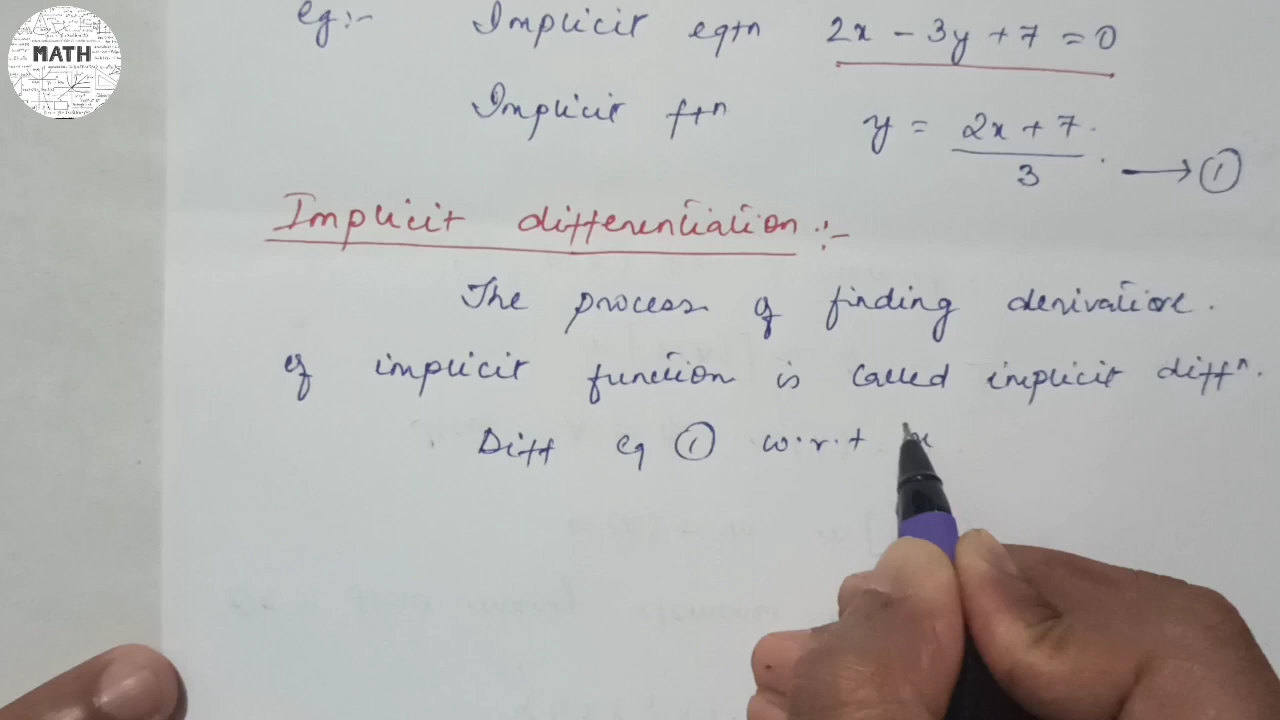 MATH
eg:- Implicit eqtn 2x - 3y + 7 = 0
Implicit ftn y = 2x + 7 / 3 → ①
Implicit differentiation :-
The process of finding derivative.
of implicit function is called implicit diffn.
Diff eq ① w.r.t x